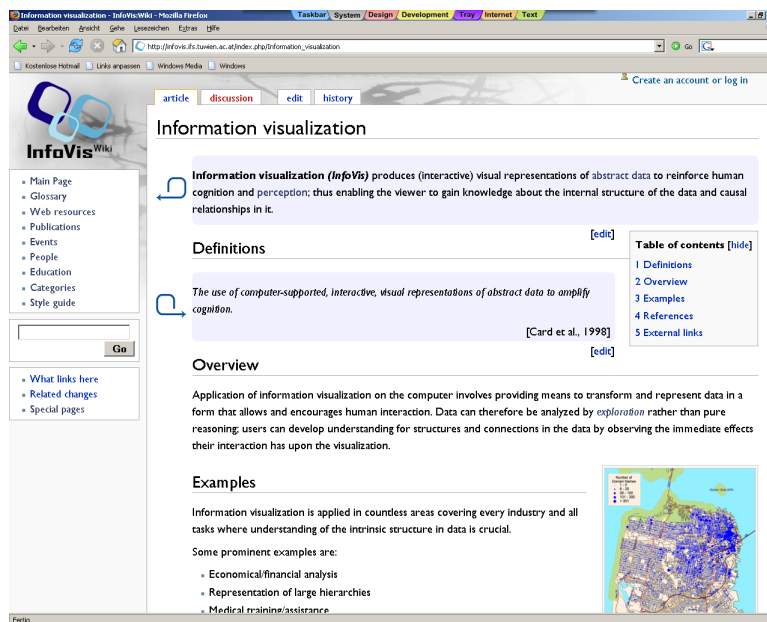 Information visualization - InfoVis:Wiki - Mozilla Firefox
Taskbar System Design Development Tray Internet Text
Datei Bearbeiten Ansicht Gehe Lesezeichen Extras Hilfe
http://infovis.ifs.tuwien.ac.at/index.php/Information_visualization
Go
Kostenlose Hotmail Links anpassen Windows Media Windows
Create an account or log in
article discussion edit history
InfoVis Wiki
Main Page
Glossary
Web resources
Publications
Events
People
Education
Categories
Style guide
Go
What links here
Related changes
Special pages
Information visualization
Information visualization (InfoVis) produces (interactive) visual representations of abstract data to reinforce human
cognition and perception; thus enabling the viewer to gain knowledge about the internal structure of the data and causal
relationships in it.
[edit]
Table of contents [hide]
1 Definitions
2 Overview
3 Examples
4 References
5 External links
Definitions
The use of computer-supported, interactive, visual representations of abstract data to amplify
cognition.
[Card et al., 1998]
[edit]
Overview
Application of information visualization on the computer involves providing means to transform and represent data in a
form that allows and encourages human interaction. Data can therefore be analyzed by exploration rather than pure
reasoning; users can develop understanding for structures and connections in the data by observing the immediate effects
their interaction has upon the visualization.
Examples
Information visualization is applied in countless areas covering every industry and all
tasks where understanding of the intrinsic structure in data is crucial.
Some prominent examples are:
Economical/financial analysis
Representation of large hierarchies
Medical training/assistance
Number of
Domain Names
Fertig